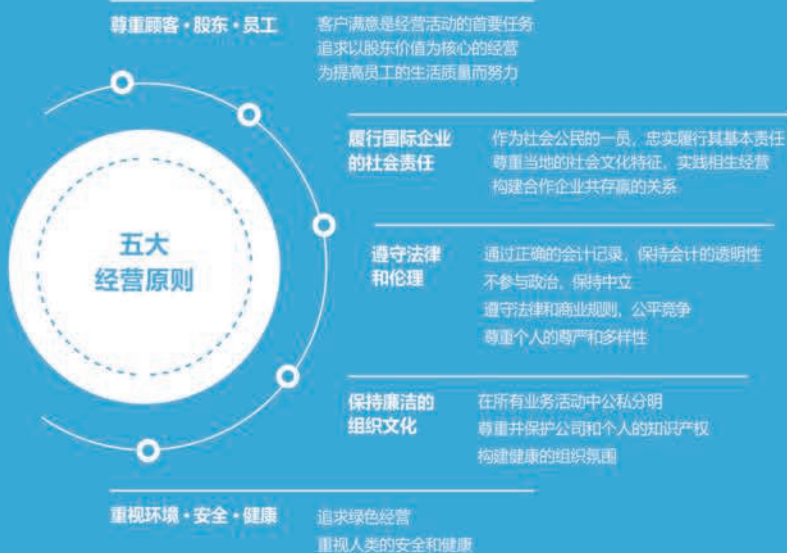 尊重顾客·股东·员工
客户满意是经营活动的首要任务
追求以股东价值为核心的经营
为提高员工的生活质量而努力
履行国际企业
的社会责任
作为社会公民的一员，忠实履行其基本责任
尊重当地的社会文化特征，实践相生经营
构建合作企业共存赢的关系
五大
经营原则
遵守法律
和伦理
通过正确的会计记录，保持会计的透明性
不参与政治，保持中立
遵守法律和商业规则，公平竞争
尊重个人的尊严和多样性
保持廉洁的
组织文化
在所有业务活动中公私分明
尊重并保护公司和个人的知识产权
构建健康的组织氛围
重视环境·安全·健康
追求绿色经营
重视人类的安全和健康